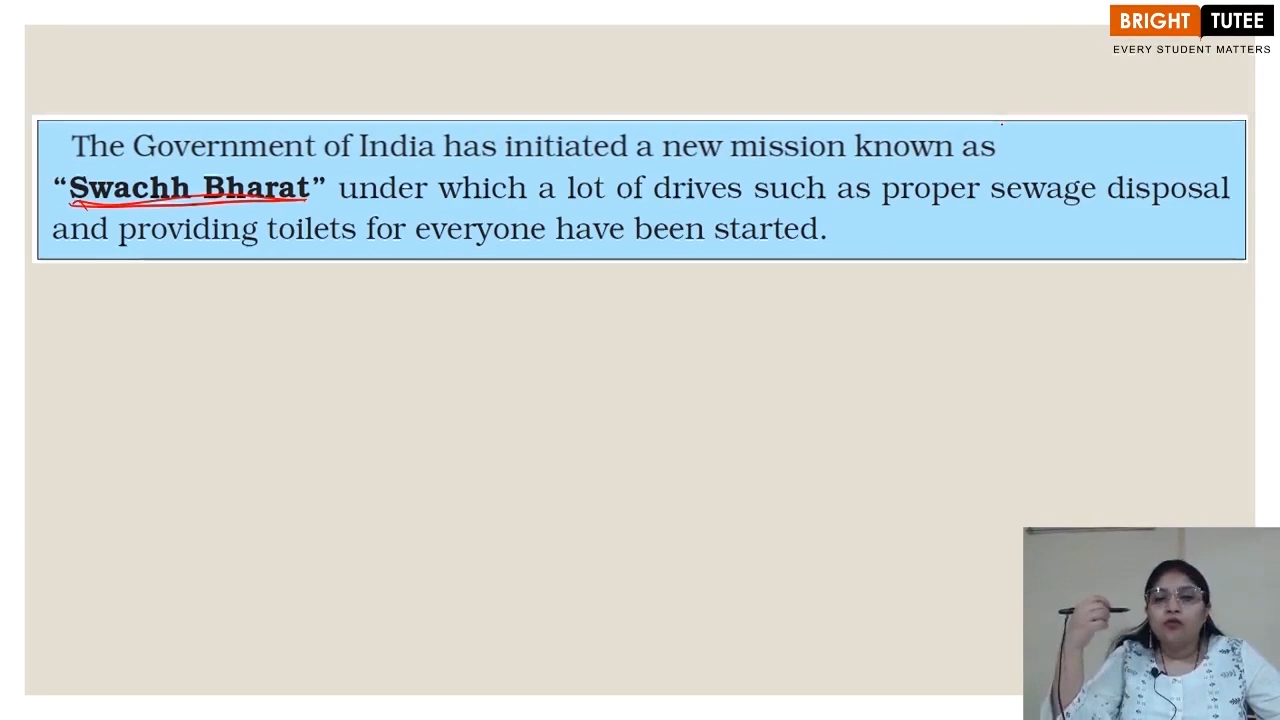 BRIGHT TUTEE
EVERY STUDENT MATTERS
The Government of India has initiated a new mission known as
“Swachh Bharat” under which a lot of drives such as proper sewage disposal
and providing toilets for everyone have been started.